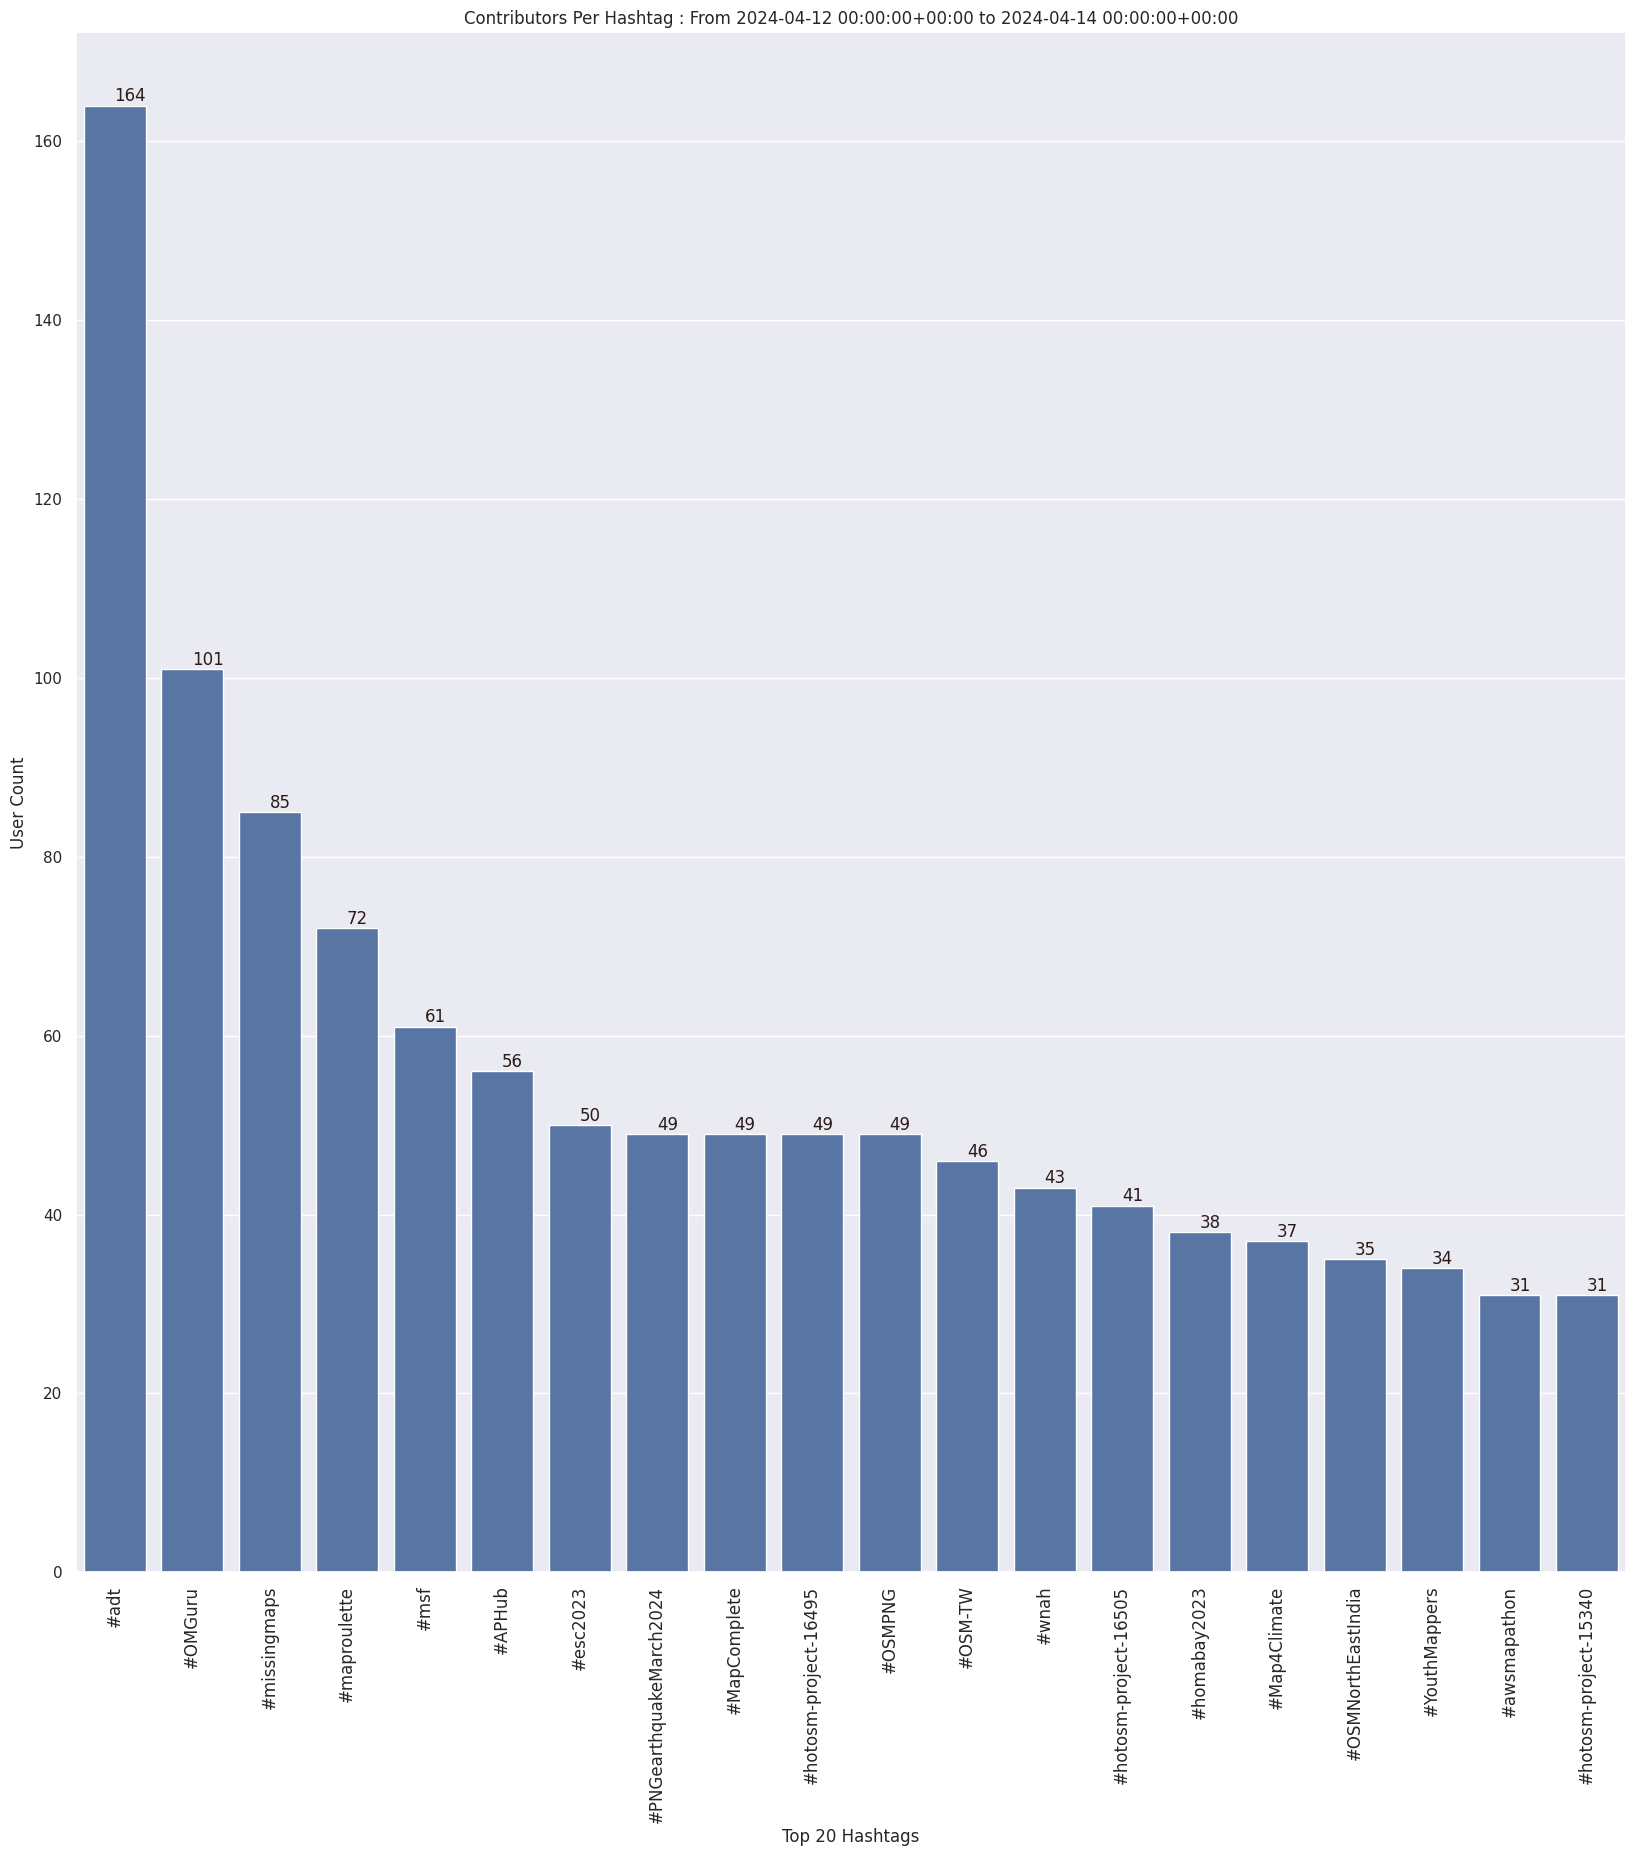 Contributors Per Hashtag : From 2024-04-12 00:00:00+00:00 to 2024-04-14 00:00:00+00:00
User Count
160
140
120
100
80
60
40
20
0
164
101
85
72
61
56
50
49
49
49
49
46
43
41
38
37
35
34
31
31
#adt
#OMGuru
#missingmaps
#maproulette
#msf
#APHub
#esc2023
#PNGearthquakeMarch2024
#MapComplete
#hotosm-project-16495
#OSMPNG
#OSM-TW
#wnah
#hotosm-project-16505
#homabay2023
#Map4Climate
#OSMNorthEastIndia
#YouthMappers
#awsmapathon
#hotosm-project-15340
Top 20 Hashtags